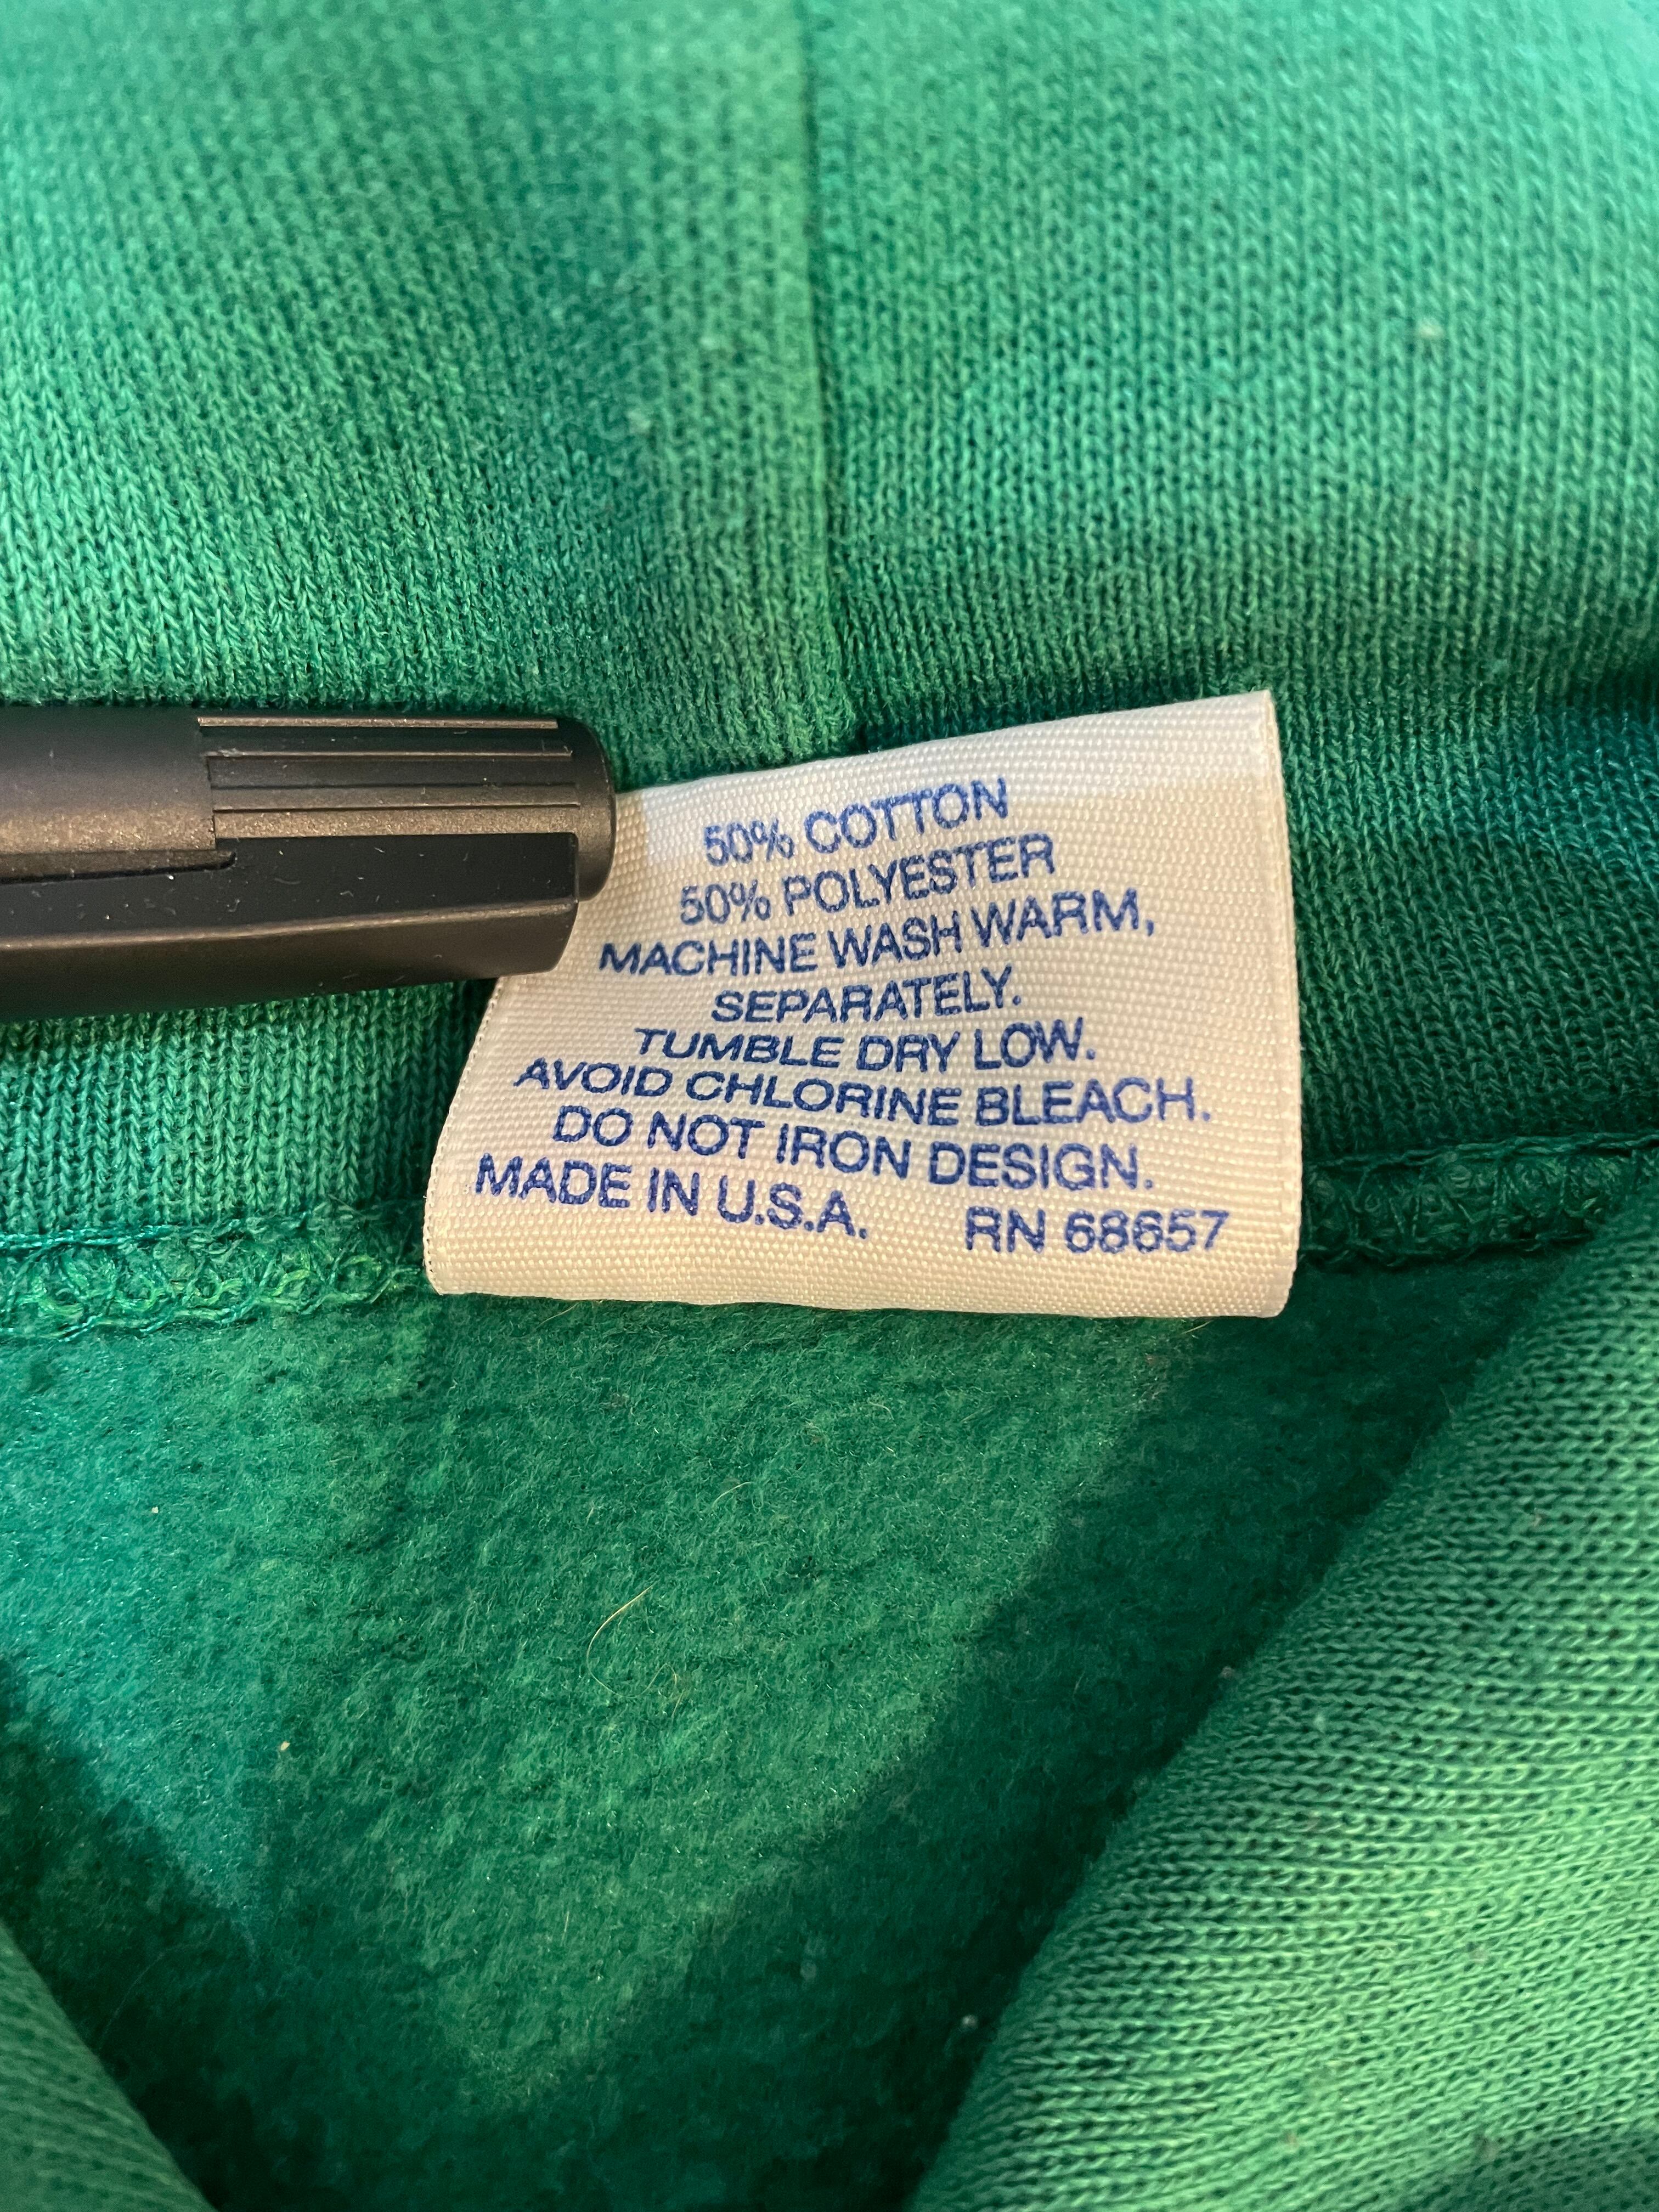 50% COTTON
50% POLYESTER
MACHINE WASH WARM,
SEPARATELY.
TUMBLE DRY LOW.
AVOID CHLORINE BLEACH.
DO NOT IRON DESIGN.
MADE IN U.S.A. RN 68657